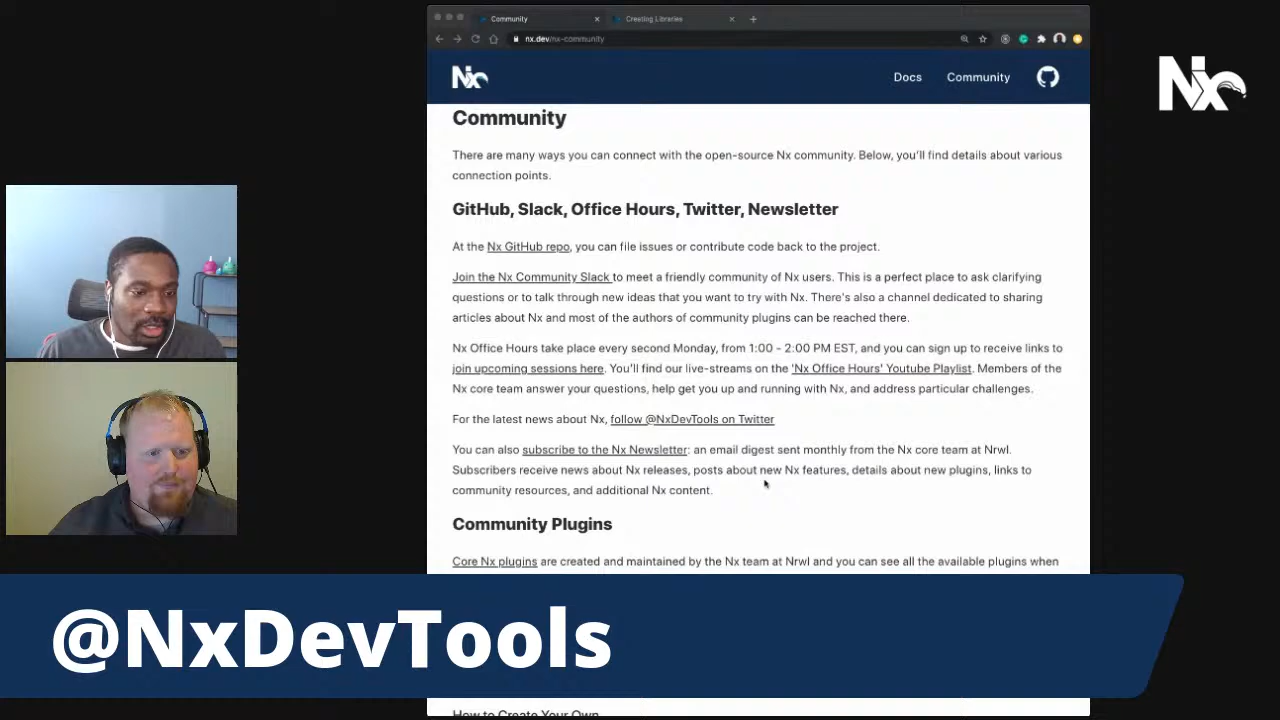 Community
Creating Libraries
nx.dev/nx-community
Nx
Docs
Community
Nx
Community
There are many ways you can connect with the open-source Nx community. Below, you'll find details about various
connection points.
GitHub, Slack, Office Hours, Twitter, Newsletter
At the Nx GitHub repo, you can file issues or contribute code back to the project.
Join the Nx Community Slack to meet a friendly community of Nx users. This is a perfect place to ask clarifying
questions or to talk through new ideas that you want to try with Nx. There's also a channel dedicated to sharing
articles about Nx and most of the authors of community plugins can be reached there.
Nx Office Hours take place every second Monday, from 1:00 - 2:00 PM EST, and you can sign up to receive links to
join upcoming sessions here. You'll find our live-streams on the 'Nx Office Hours' Youtube Playlist. Members of the
Nx core team answer your questions, help get you up and running with Nx, and address particular challenges.
For the latest news about Nx, follow @NxDevTools on Twitter
You can also subscribe to the Nx Newsletter: an email digest sent monthly from the Nx core team at Nrwl.
Subscribers receive news about Nx releases, posts about new Nx features, details about new plugins, links to
community resources, and additional Nx content.
Community Plugins
Core Nx plugins are created and maintained by the Nx team at Nrwl and you can see all the available plugins when
@NxDevTools
How to Create Your Own